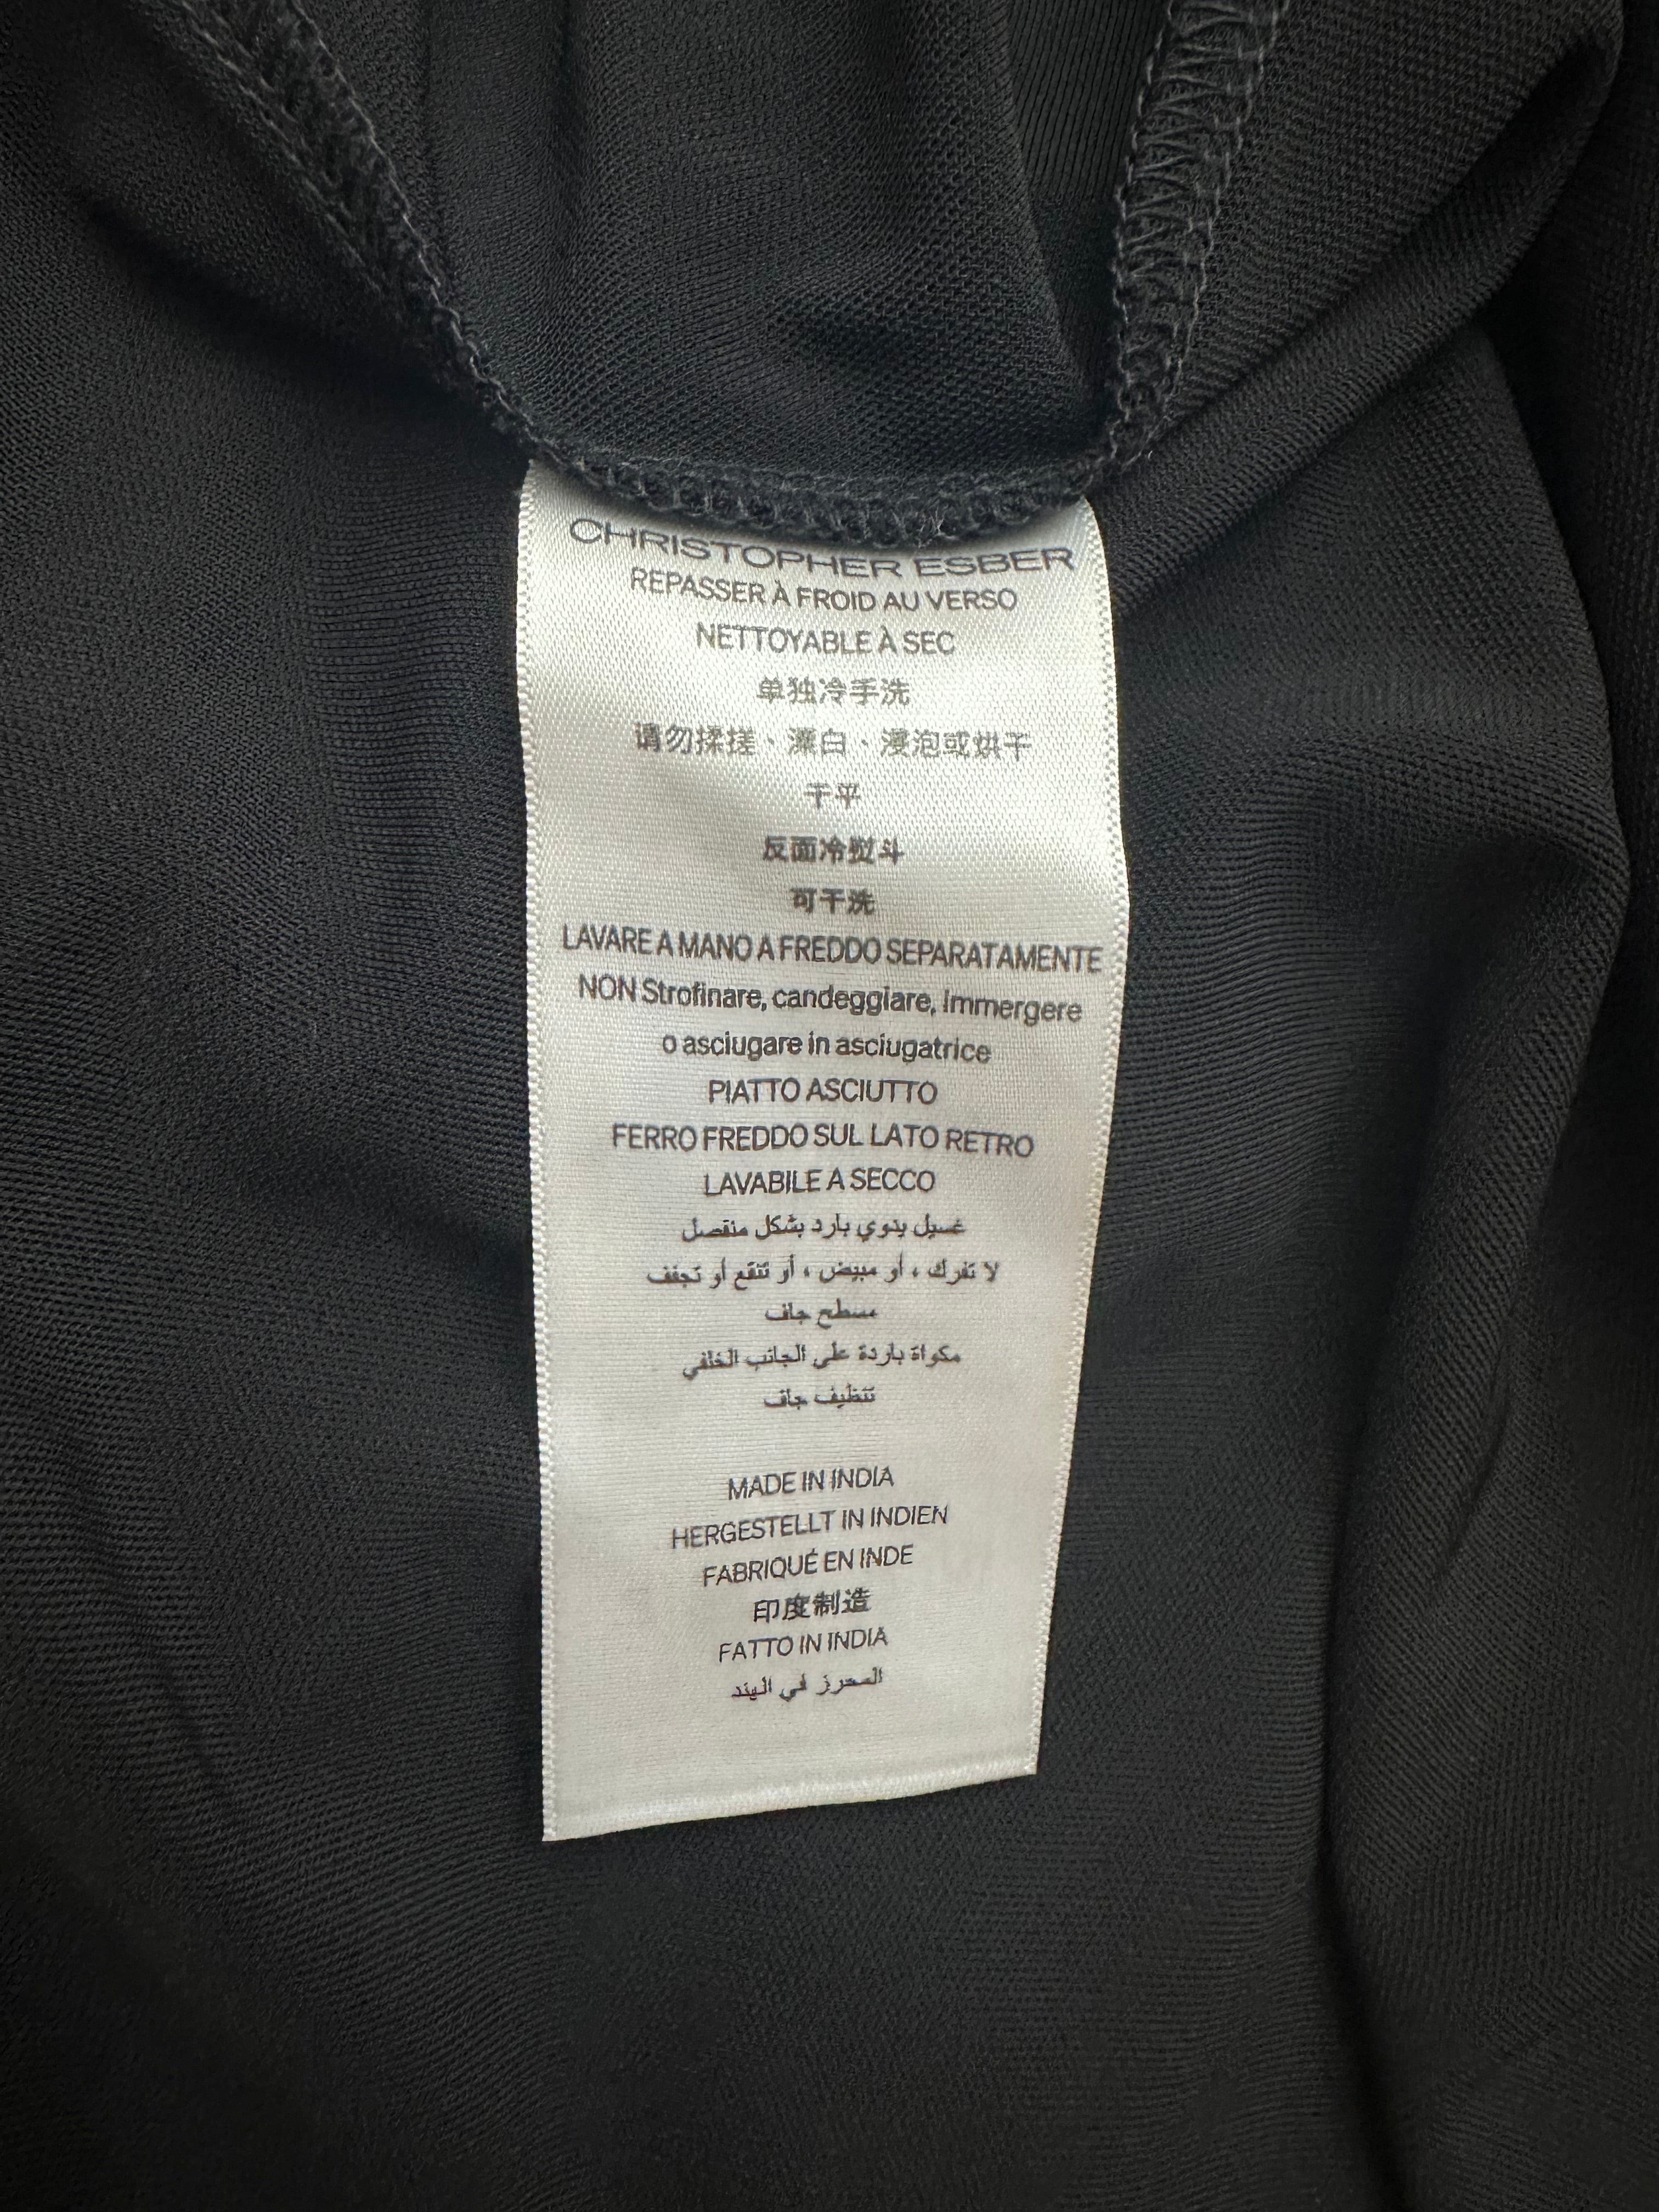 CHRISTOPHER ESBER
REPASSER À FROID AU VERSO
NETTOYABLE À SEC
单独冷手洗
请勿揉搓、漂白、浸泡或烘干
干平
反面冷熨斗
可干洗
LAVARE A MANO A FREDDO SEPARATAMENTE
NON Strofinare, candeggiare, immergere
o asciugare in asciugatrice
PIATTO ASCIUTTO
FERRO FREDDO SUL LATO RETRO
LAVABILE A SECCO
غسيل يدوي بارد بشكل منفصل
لا تفرك ، أو مبيض ، أو تنقع أو تجفف
مسطح جاف
مكواة باردة على الجانب الخلفي
تنظيف جاف
MADE IN INDIA
HERGESTELLT IN INDIEN
FABRIQUÉ EN INDE
印度制造
FATTO IN INDIA
المحرز في الهند